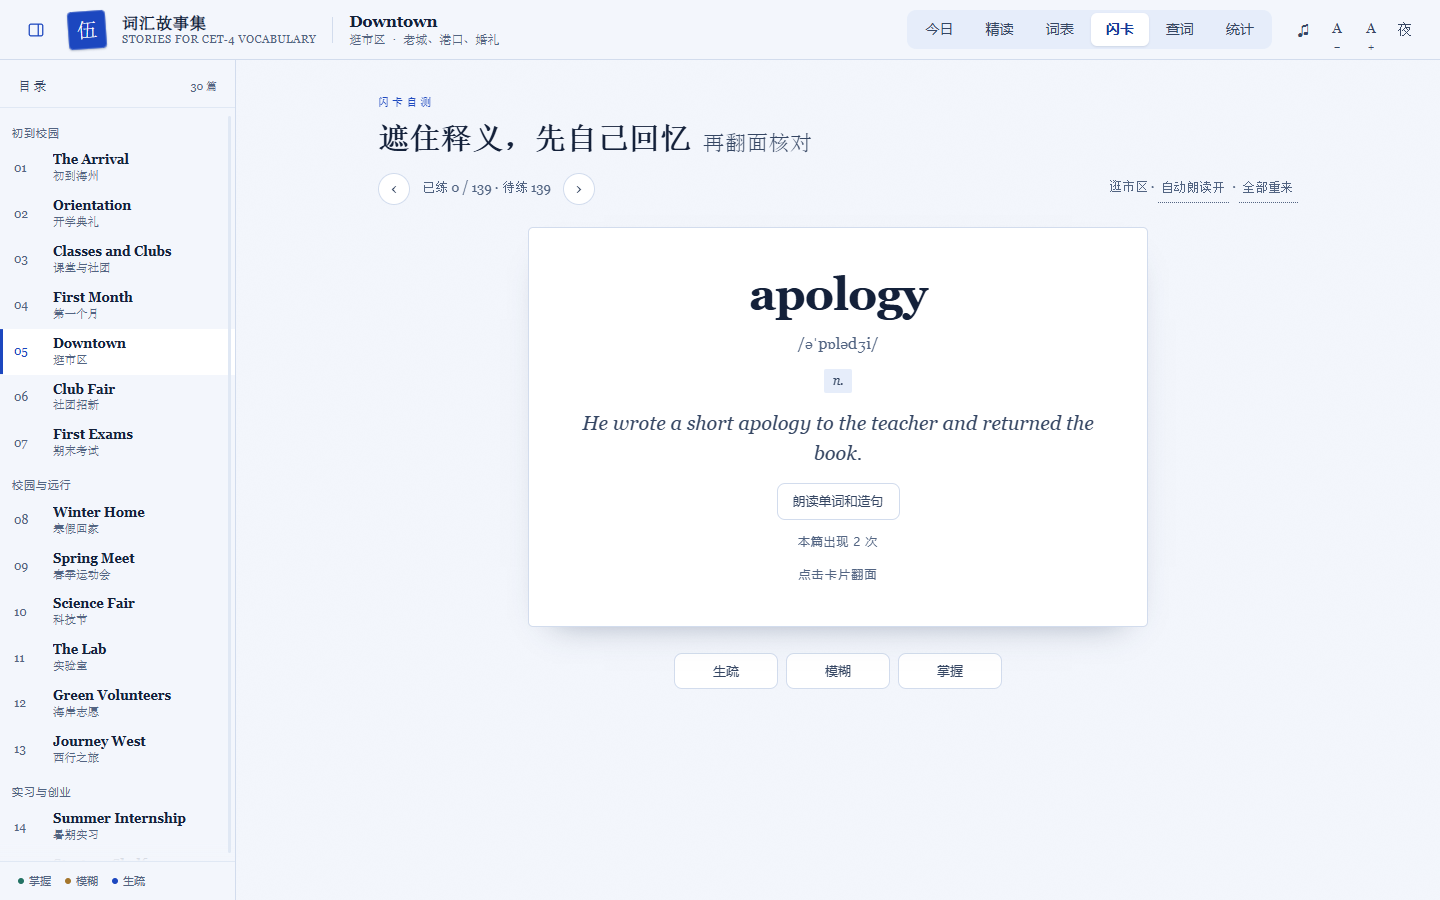 伍
词汇故事集
STORIES FOR CET-4 VOCABULARY
Downtown
逛市区 · 老城、港口、婚礼
今日 精读 词表 闪卡 查词 统计
♫ A − A + 夜
目录 30 篇
初到校园
01 The Arrival
初到海州
02 Orientation
开学典礼
03 Classes and Clubs
课堂与社团
04 First Month
第一个月
05 Downtown
逛市区
06 Club Fair
社团招新
07 First Exams
期末考试
校园与远行
08 Winter Home
寒假回家
09 Spring Meet
春季运动会
10 Science Fair
科技节
11 The Lab
实验室
12 Green Volunteers
海岸志愿
13 Journey West
西行之旅
实习与创业
14 Summer Internship
暑期实习
掌握 模糊 生疏
闪卡自测
遮住释义，先自己回忆 再翻面核对
‹ 已练 0 / 139 · 待练 139 ›
逛市区 · 自动朗读开 · 全部重来
apology
/əˈpɒlədʒi/
n.
He wrote a short apology to the teacher and returned the
book.
朗读单词和造句
本篇出现 2 次
点击卡片翻面
生疏 模糊 掌握